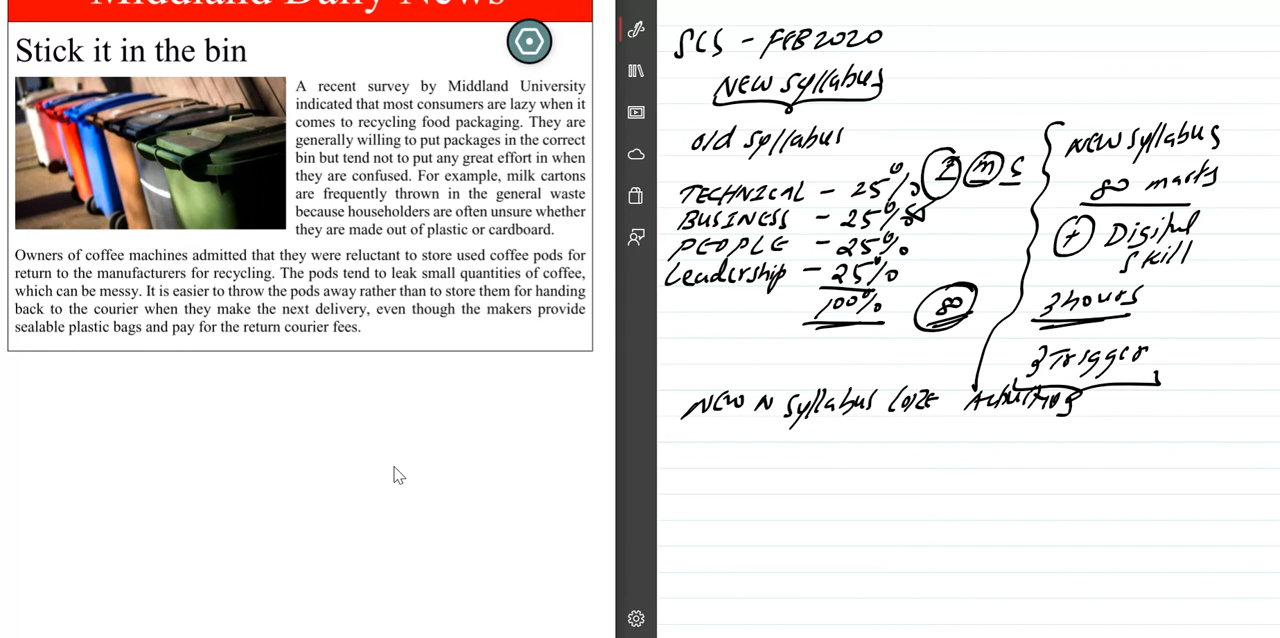 Middland Daily News
Stick it in the bin
A recent survey by Middland University
indicated that most consumers are lazy when it
comes to recycling food packaging. They are
generally willing to put packages in the correct
bin but tend not to put any great effort in when
they are confused. For example, milk cartons
are frequently thrown in the general waste
because householders are often unsure whether
they are made out of plastic or cardboard.
Owners of coffee machines admitted that they were reluctant to store used coffee pods for
return to the manufacturers for recycling. The pods tend to leak small quantities of coffee,
which can be messy. It is easier to throw the pods away rather than to store them for handing
back to the courier when they make the next delivery, even though the makers provide
sealable plastic bags and pay for the return courier fees.
SCS - FEB 2020
NEW syllabus
old syllabus
TECHNICAL - 25%
BUSINESS - 25%
PEOPLE - 25%
Leadership - 25%
100%
80
E m S
NEW syllabus
80 marks
+ Digital
skill
3 hours
3 Trigger
NEW syllabus CORE Activities